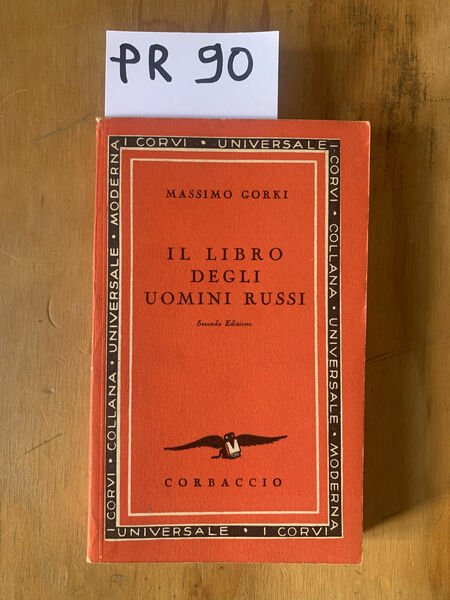 PR 90
I CORVI • UNIVERSALE
I CORVI • COLLANA • UNIVERSALE • MODERNA
I CORVI • COLLANA • UNIVERSALE • MODERNA
MASSIMO GORKI
IL LIBRO
DEGLI
UOMINI RUSSI
Seconda Edizione.
CORBACCIO
UNIVERSALE • I CORVI